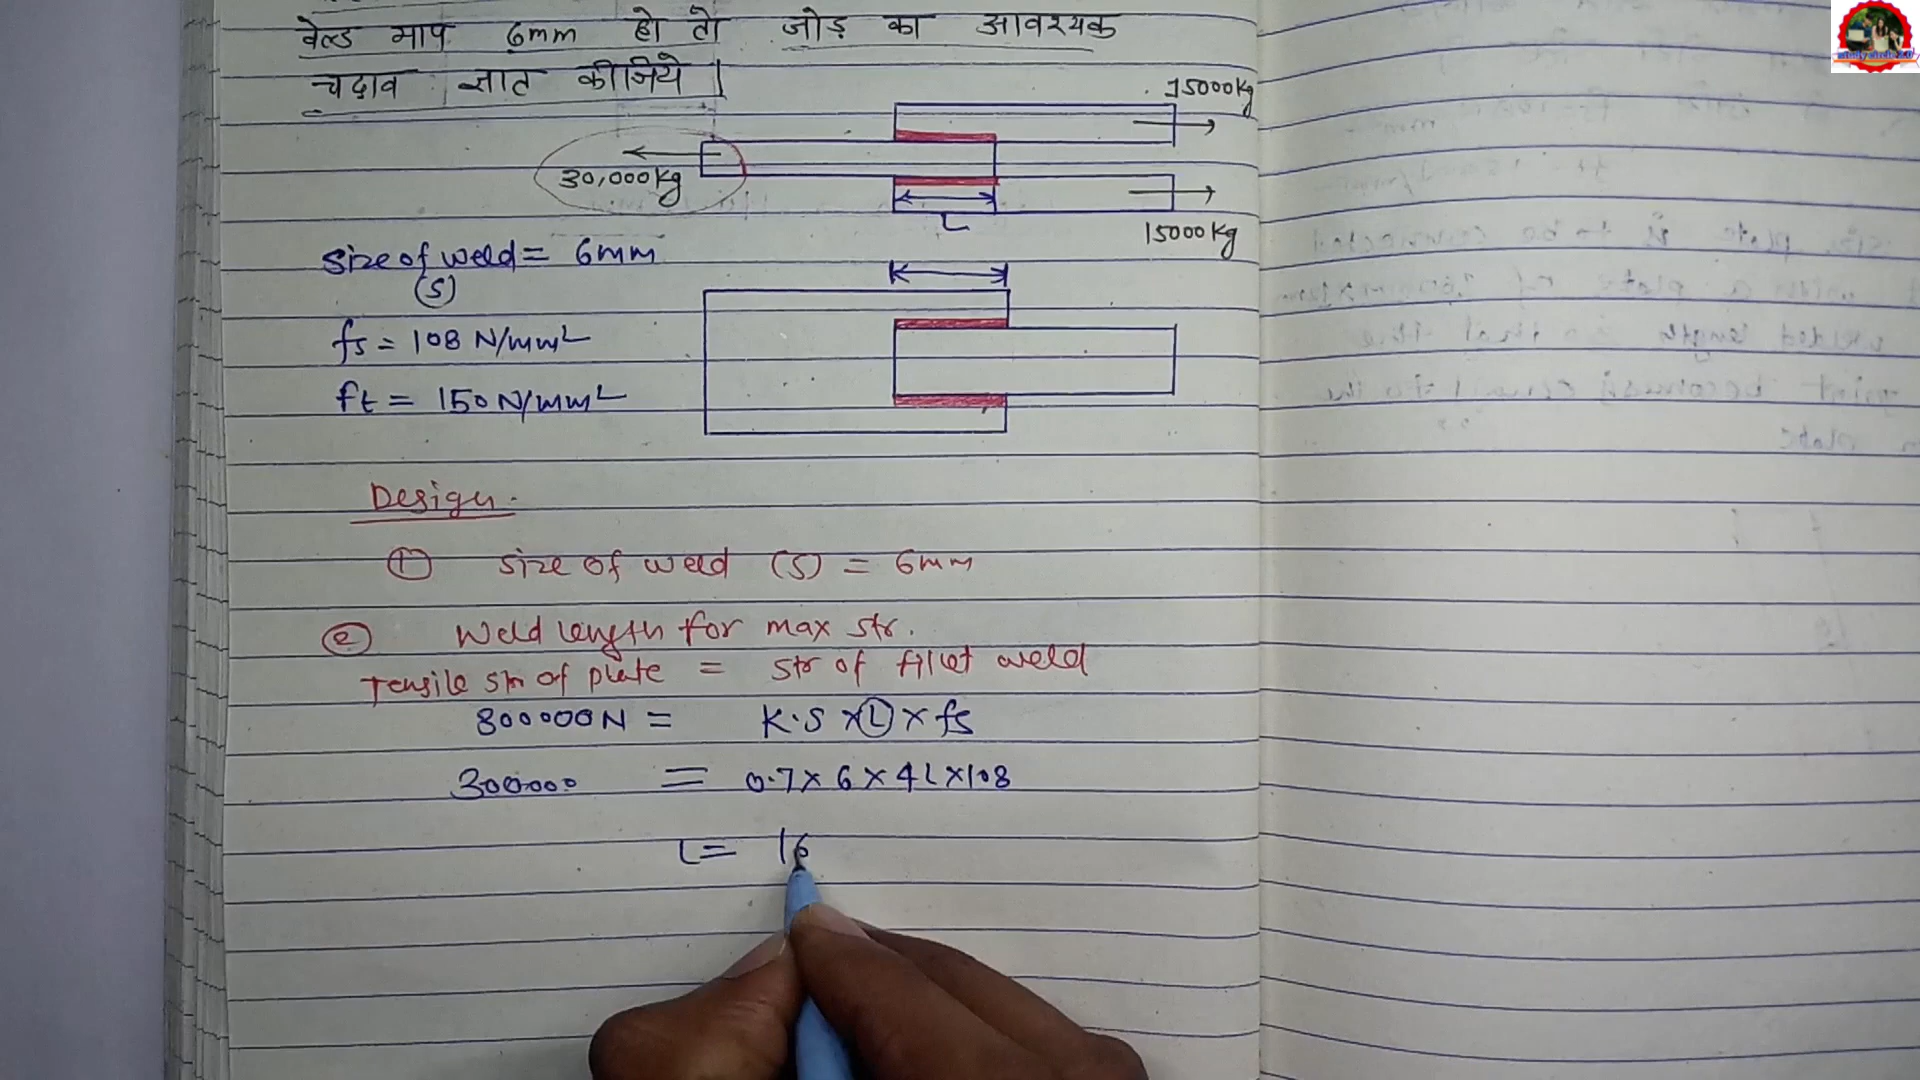 वेल्ड माप 6mm हो तो जोड़ का आवश्यक
चढ़ाव ज्ञात कीजिये |
15000kg
30,000kg
L
15000kg
size of weld = 6mm
(S)
fs = 108 N/mm²
ft = 150 N/mm²
Design.
① size of weld (S) = 6mm
② Weld length for max str.
Tensile str of plate = str of fillet weld
300000N = K.S × L × fs
300000 = 0.7 × 6 × 4L × 108
L = 16